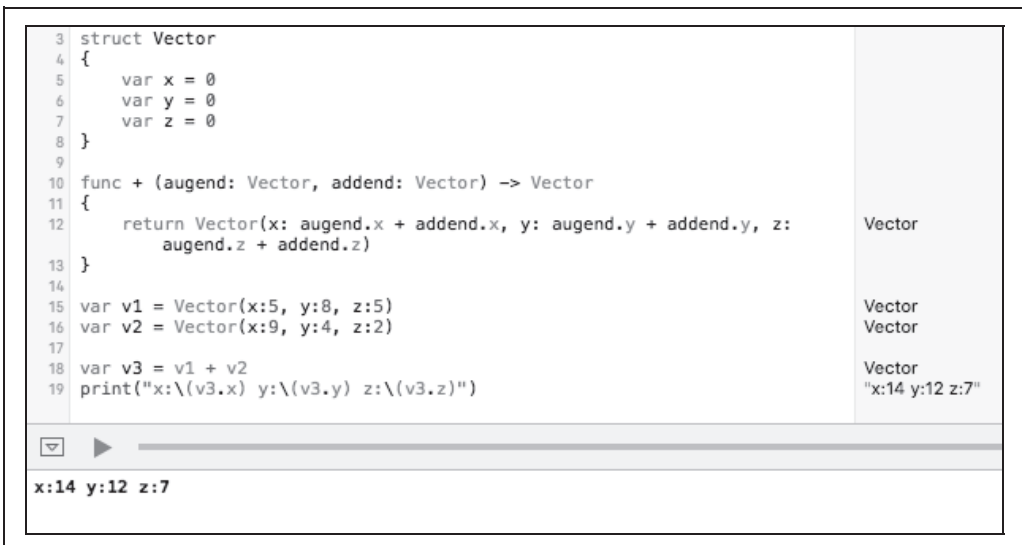 3 struct Vector
4 {
5     var x = 0
6     var y = 0
7     var z = 0
8 }
9
10 func + (augend: Vector, addend: Vector) -> Vector
11 {
12     return Vector(x: augend.x + addend.x, y: augend.y + addend.y, z: Vector
augend.z + addend.z)
13 }
14
15 var v1 = Vector(x:5, y:8, z:5) Vector
16 var v2 = Vector(x:9, y:4, z:2) Vector
17
18 var v3 = v1 + v2 Vector
19 print("x:\(v3.x) y:\(v3.y) z:\(v3.z)") "x:14 y:12 z:7"
x:14 y:12 z:7